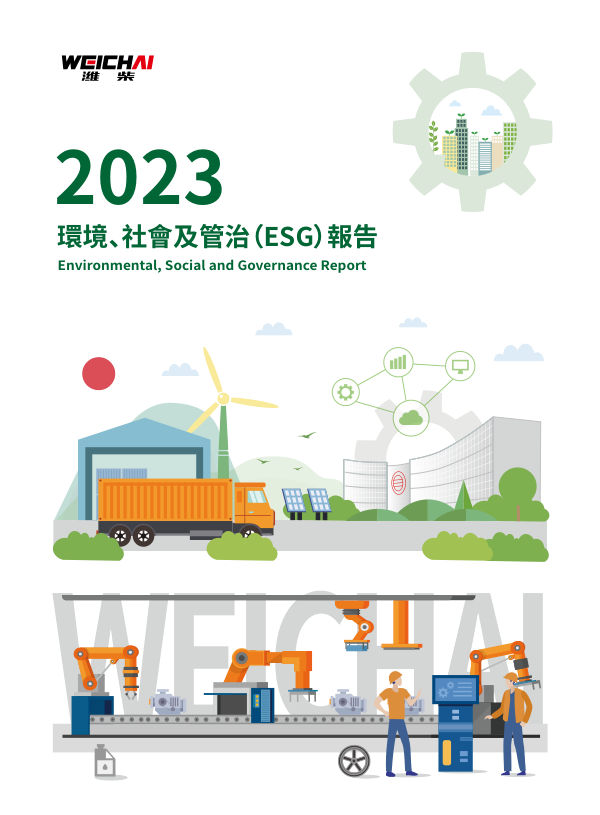 WEICHAI
潍柴
2023
環境、社會及管治（ESG）報告
Environmental, Social and Governance Report
WEICHAI